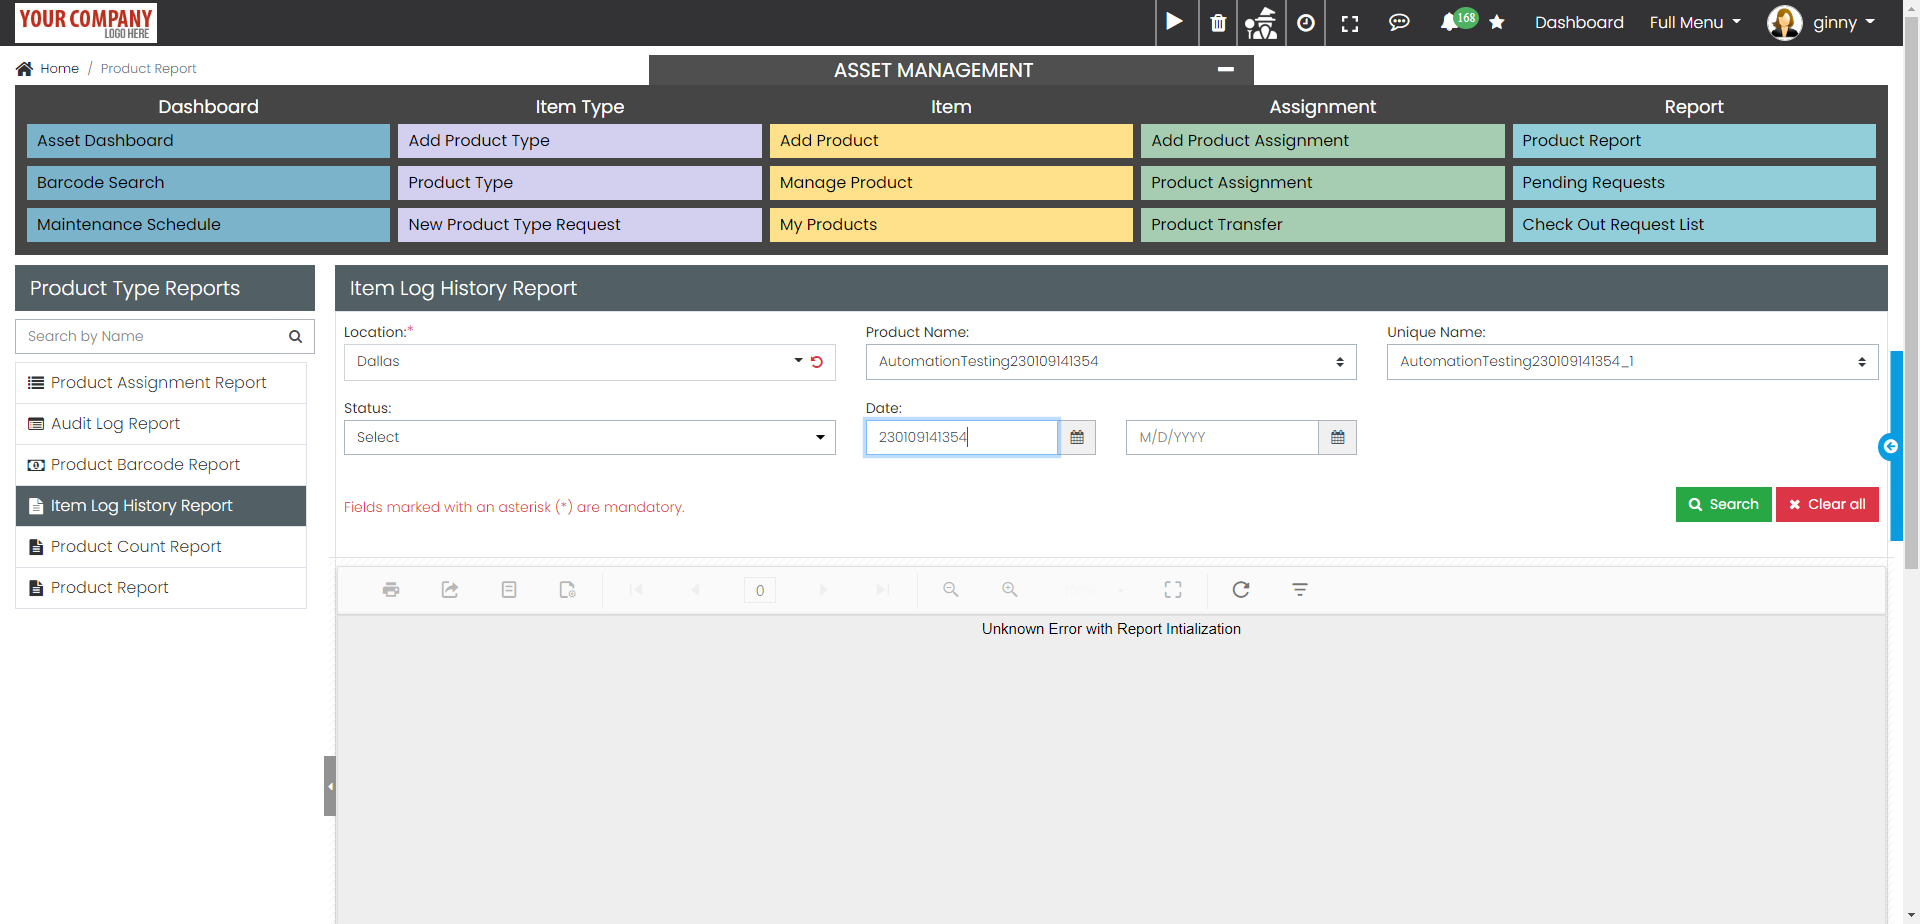 YOUR COMPANY
LOGO HERE
168
Dashboard
Full Menu
ginny
Home / Product Report
ASSET MANAGEMENT
Dashboard
Item Type
Item
Assignment
Report
Asset Dashboard
Add Product Type
Add Product
Add Product Assignment
Product Report
Barcode Search
Product Type
Manage Product
Product Assignment
Pending Requests
Maintenance Schedule
New Product Type Request
My Products
Product Transfer
Check Out Request List
Product Type Reports
Search by Name
Product Assignment Report
Audit Log Report
Product Barcode Report
Item Log History Report
Product Count Report
Product Report
Item Log History Report
Location:*
Product Name:
Unique Name:
Dallas
AutomationTesting230109141354
AutomationTesting230109141354_1
Status:
Date:
Select
230109141354
M/D/YYYY
Fields marked with an asterisk (*) are mandatory.
Search
Clear all
0
Unknown Error with Report Intialization